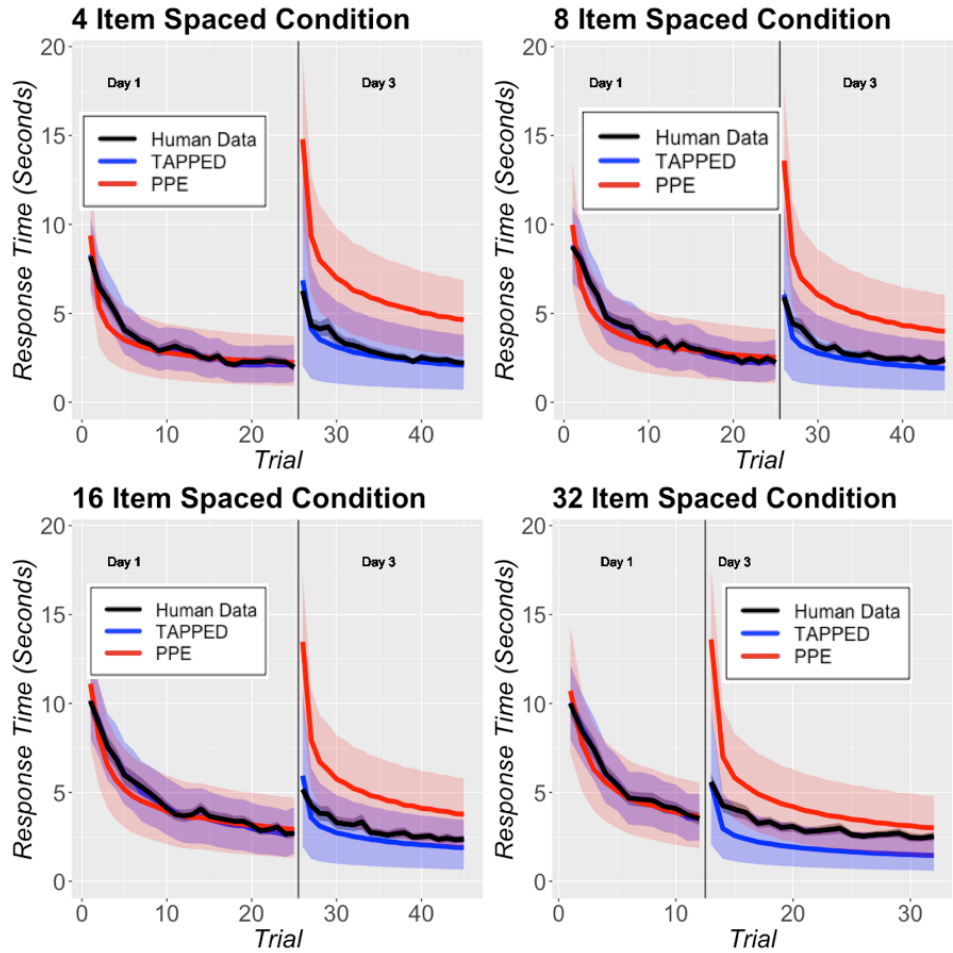 4 Item Spaced Condition
20
15
10
5
0
Response Time (Seconds)
Day 1
Day 3
Human Data
TAPPED
PPE
0 10 20 30 40
Trial
8 Item Spaced Condition
20
15
10
5
0
Response Time (Seconds)
Day 1
Day 3
Human Data
TAPPED
PPE
0 10 20 30 40
Trial
16 Item Spaced Condition
20
15
10
5
0
Response Time (Seconds)
Day 1
Day 3
Human Data
TAPPED
PPE
0 10 20 30 40
Trial
32 Item Spaced Condition
20
15
10
5
0
Response Time (Seconds)
Day 1
Day 3
Human Data
TAPPED
PPE
0 10 20 30
Trial